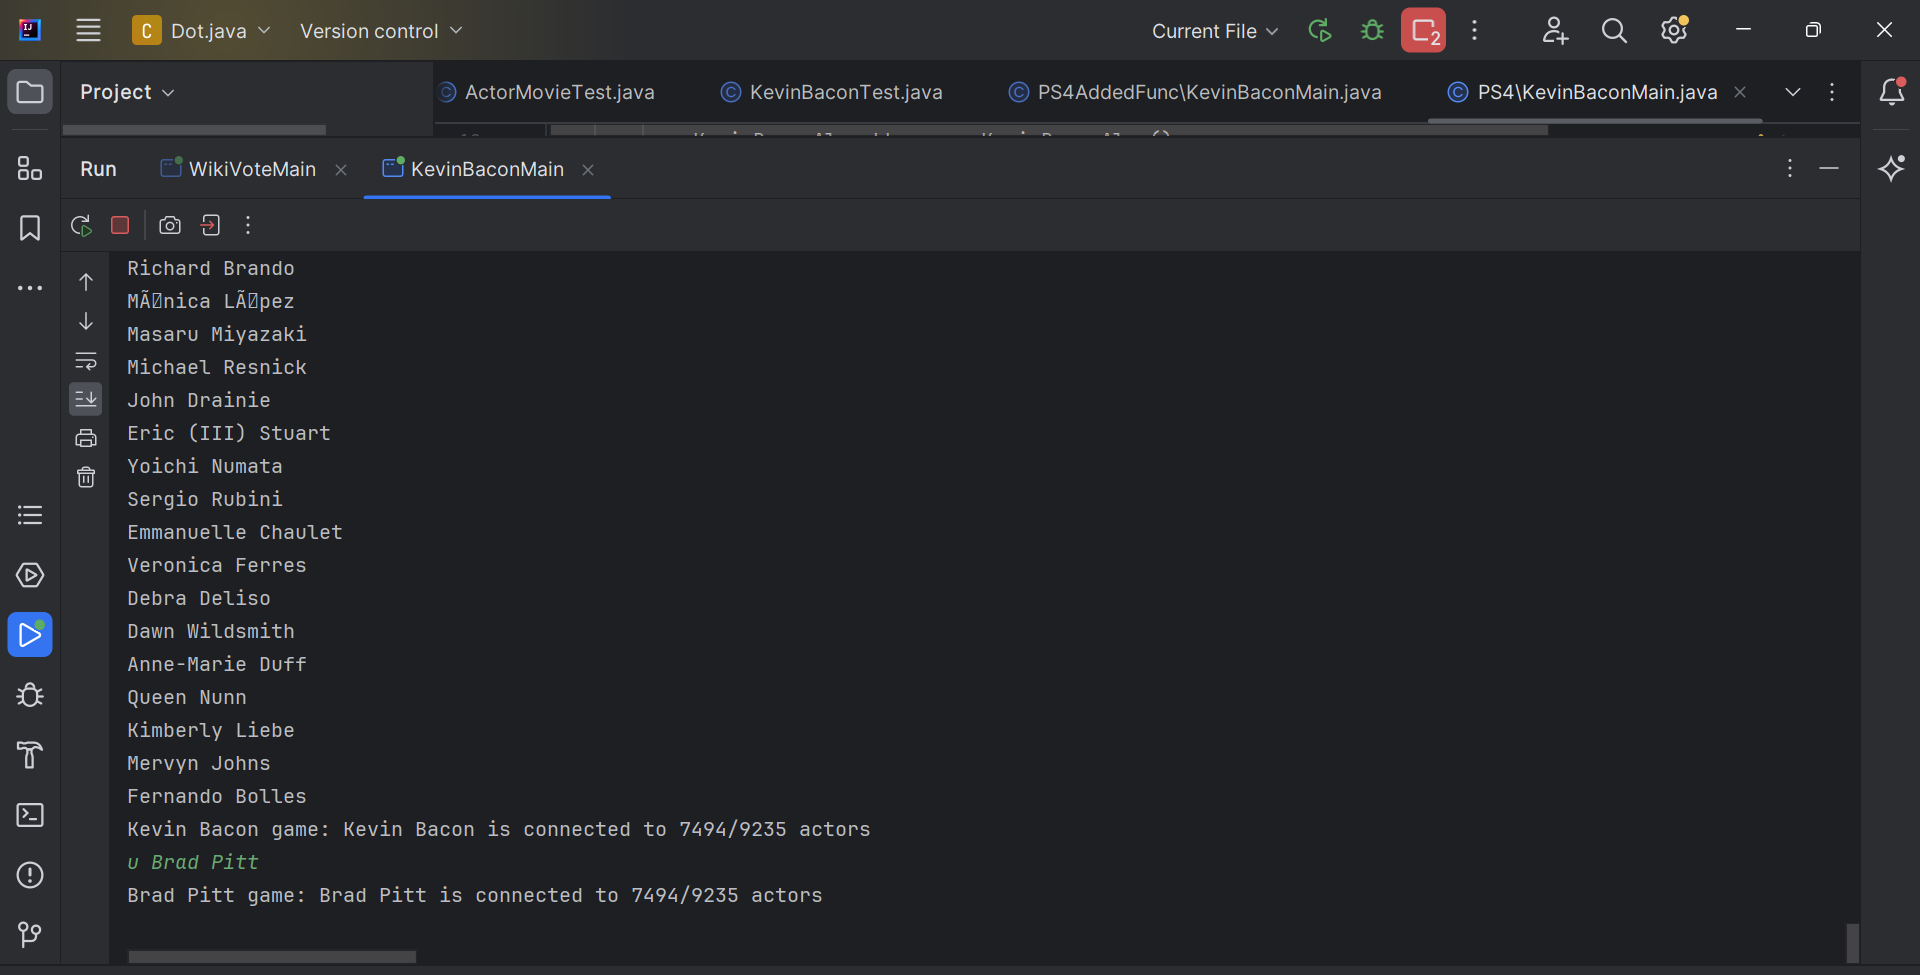 C Dot.java Version control Current File 2
Project ActorMovieTest.java KevinBaconTest.java PS4AddedFunc\KevinBaconMain.java PS4\KevinBaconMain.java
Run WikiVoteMain KevinBaconMain
Richard Brando
Masaru Miyazaki
Michael Resnick
John Drainie
Eric (III) Stuart
Yoichi Numata
Sergio Rubini
Emmanuelle Chaulet
Veronica Ferres
Debra Deliso
Dawn Wildsmith
Anne-Marie Duff
Queen Nunn
Kimberly Liebe
Mervyn Johns
Fernando Bolles
Kevin Bacon game: Kevin Bacon is connected to 7494/9235 actors
u Brad Pitt
Brad Pitt game: Brad Pitt is connected to 7494/9235 actors